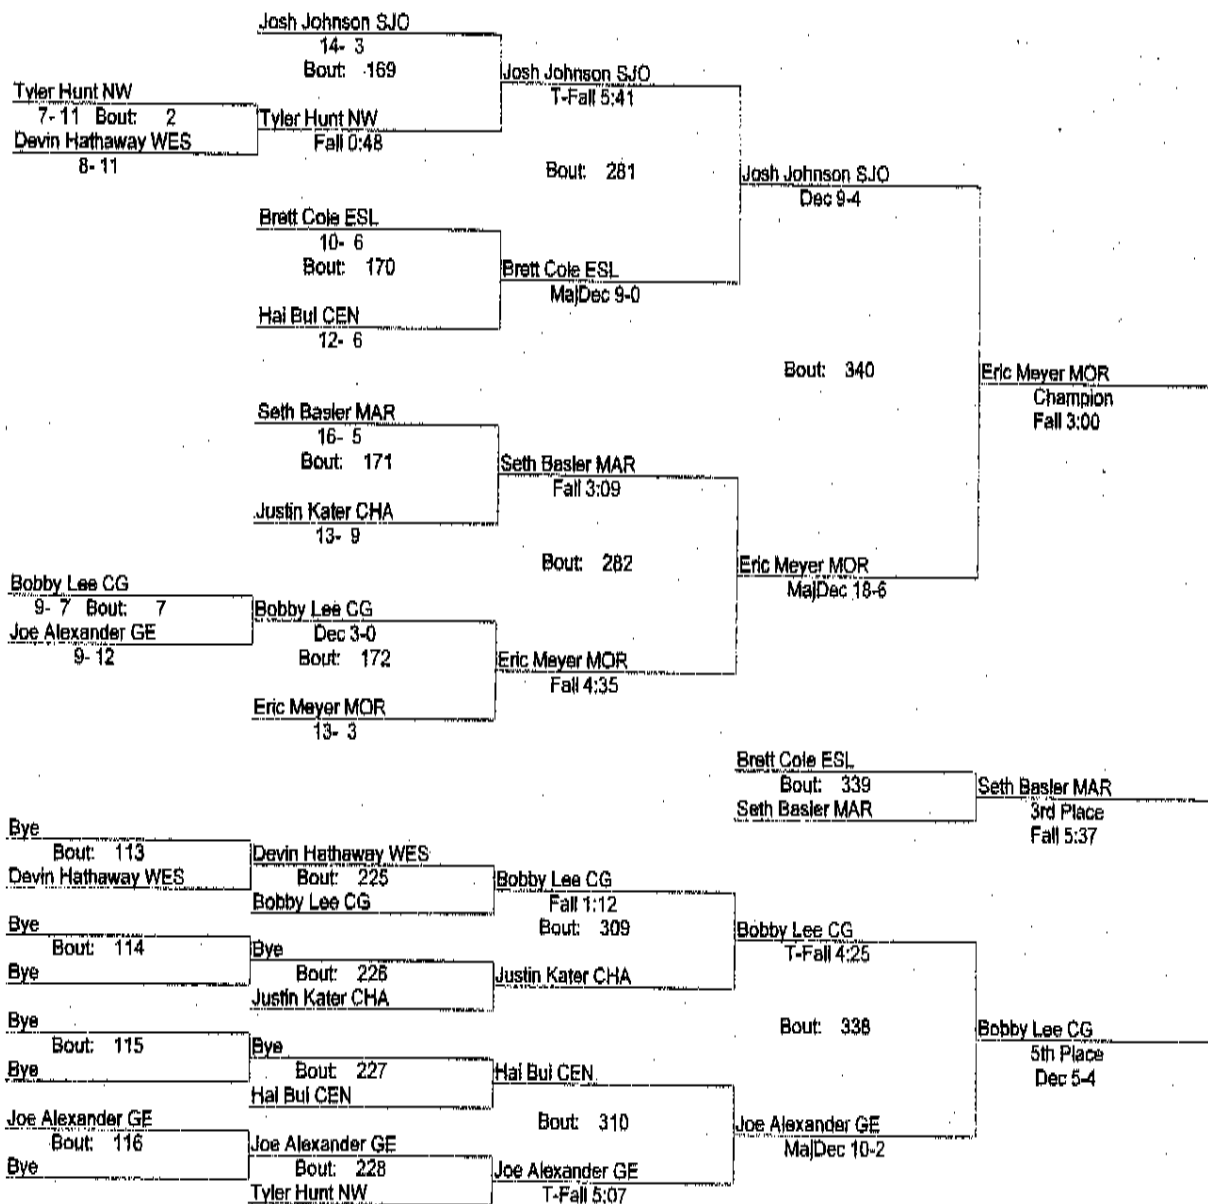 Josh Johnson SJO
14- 3
Bout: 169
Josh Johnson SJO
T-Fall 5:41
Tyler Hunt NW
7- 11 Bout: 2
Tyler Hunt NW
Fall 0:48
Devin Hathaway WES
8- 11
Bout: 281
Josh Johnson SJO
Dec 9-4
Brett Cole ESL
10- 6
Bout: 170
Brett Cole ESL
MajDec 9-0
Hai Bui CEN
12- 6
Bout: 340
Eric Meyer MOR
Champion
Fall 3:00
Seth Basler MAR
16- 5
Bout: 171
Seth Basler MAR
Fall 3:09
Justin Kater CHA
13- 9
Bout: 282
Eric Meyer MOR
MajDec 18-6
Bobby Lee CG
9- 7 Bout: 7
Bobby Lee CG
Dec 3-0
Joe Alexander GE
9- 12
Bout: 172
Eric Meyer MOR
Fall 4:35
Eric Meyer MOR
13- 3
Brett Cole ESL
Bout: 339
Seth Basler MAR
Seth Basler MAR
3rd Place
Fall 5:37
Bye
Bout: 113
Devin Hathaway WES
Devin Hathaway WES
Bout: 225
Bobby Lee CG
Bobby Lee CG
Fall 1:12
Bout: 309
Bobby Lee CG
T-Fall 4:25
Bye
Bout: 114
Bye
Bye
Bout: 226
Justin Kater CHA
Justin Kater CHA
Bout: 338
Bobby Lee CG
5th Place
Dec 5-4
Bye
Bout: 115
Bye
Bye
Bout: 227
Hai Bui CEN
Hai Bui CEN
Bout: 310
Joe Alexander GE
MajDec 10-2
Joe Alexander GE
Bout: 116
Bye
Joe Alexander GE
Bout: 228
Tyler Hunt NW
Joe Alexander GE
T-Fall 5:07